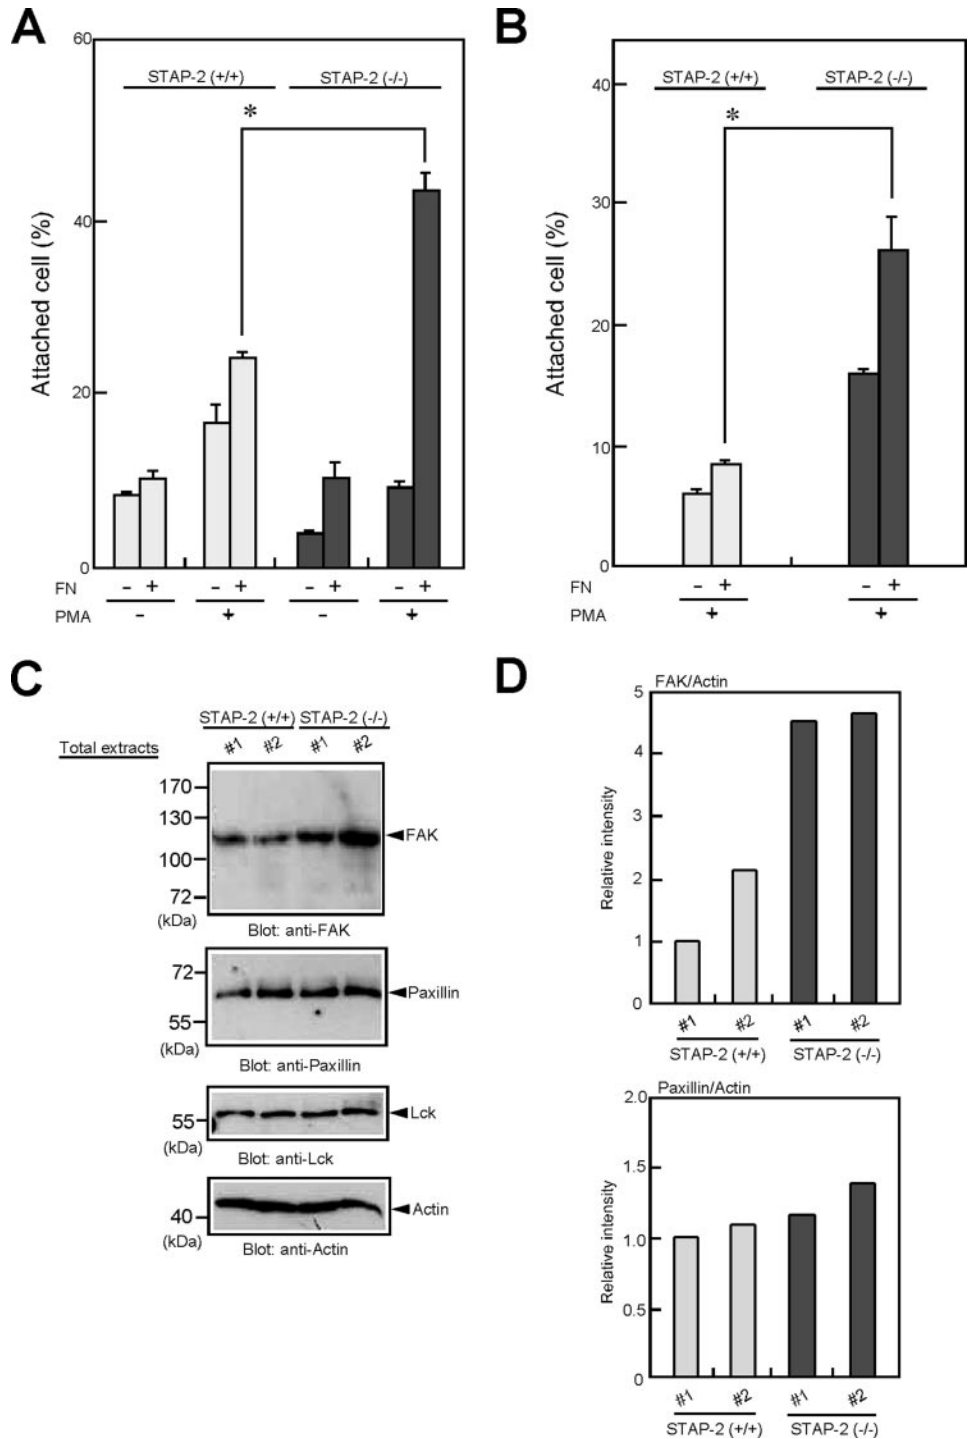 A
60
STAP-2 (+/+) STAP-2 (-/-)
*
40
20
0
Attached cell (%)
FN – + – + – + – +
PMA – + – +
B
40
STAP-2 (+/+) STAP-2 (-/-)
*
30
20
10
0
Attached cell (%)
FN – + – +
PMA + +
C
STAP-2 (+/+) STAP-2 (-/-)
Total extracts #1 #2 #1 #2
170
130
FAK
100
72
(kDa)
Blot: anti-FAK
72
Paxillin
55
(kDa)
Blot: anti-Paxillin
Lck
55
(kDa)
Blot: anti-Lck
Actin
40
(kDa)
Blot: anti-Actin
D
FAK/Actin
5
4
3
2
1
0
Relative intensity
#1 #2 #1 #2
STAP-2 (+/+) STAP-2 (-/-)
Paxillin/Actin
2.0
1.5
1.0
0.5
0
Relative intensity
#1 #2 #1 #2
STAP-2 (+/+) STAP-2 (-/-)